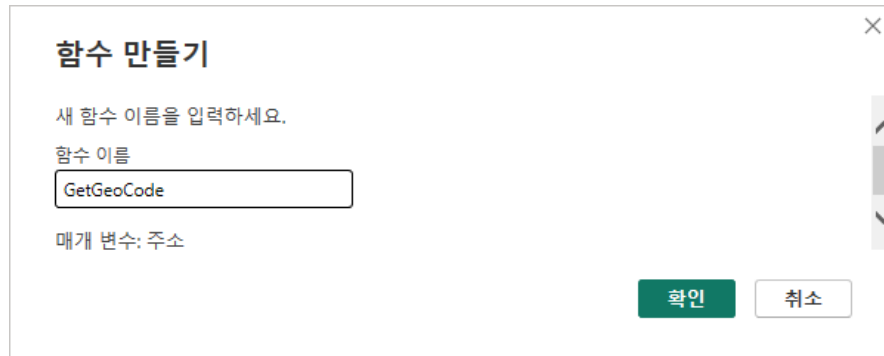 함수 만들기
새 함수 이름을 입력하세요.
함수 이름
GetGeoCode
매개 변수: 주소
확인 취소